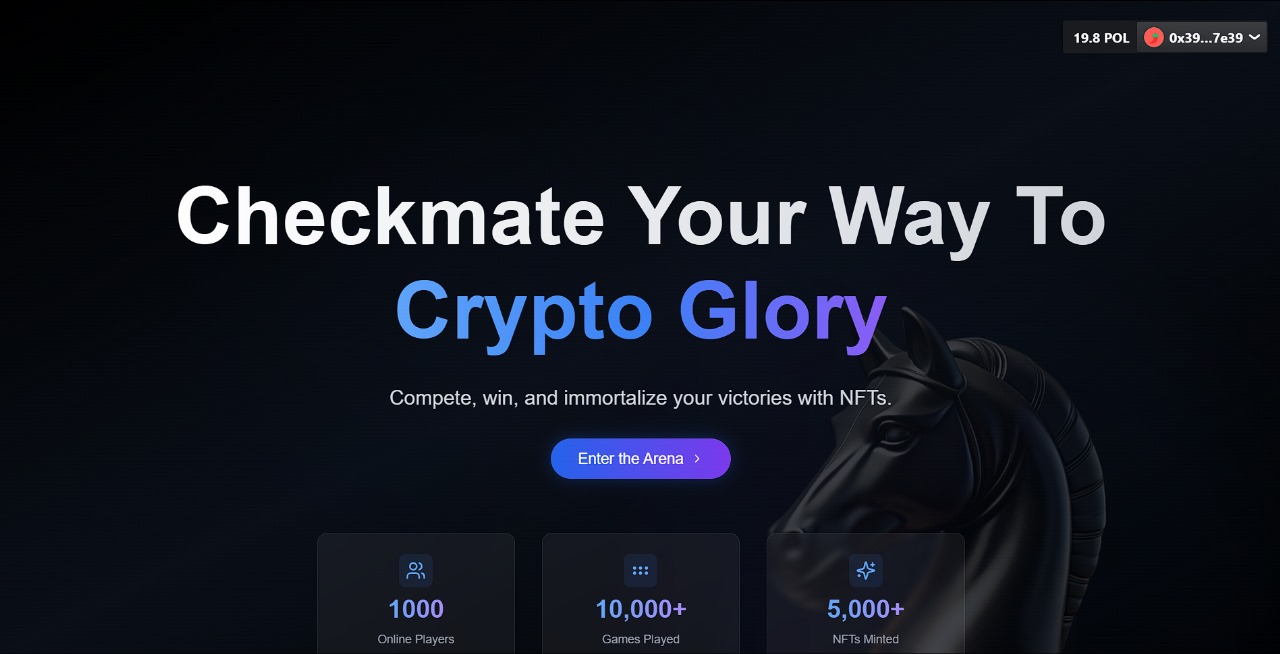 19.8 POL 0x39...7e39
Checkmate Your Way To
Crypto Glory
Compete, win, and immortalize your victories with NFTs.
Enter the Arena
1000 10,000+ 5,000+
Online Players Games Played NFTs Minted